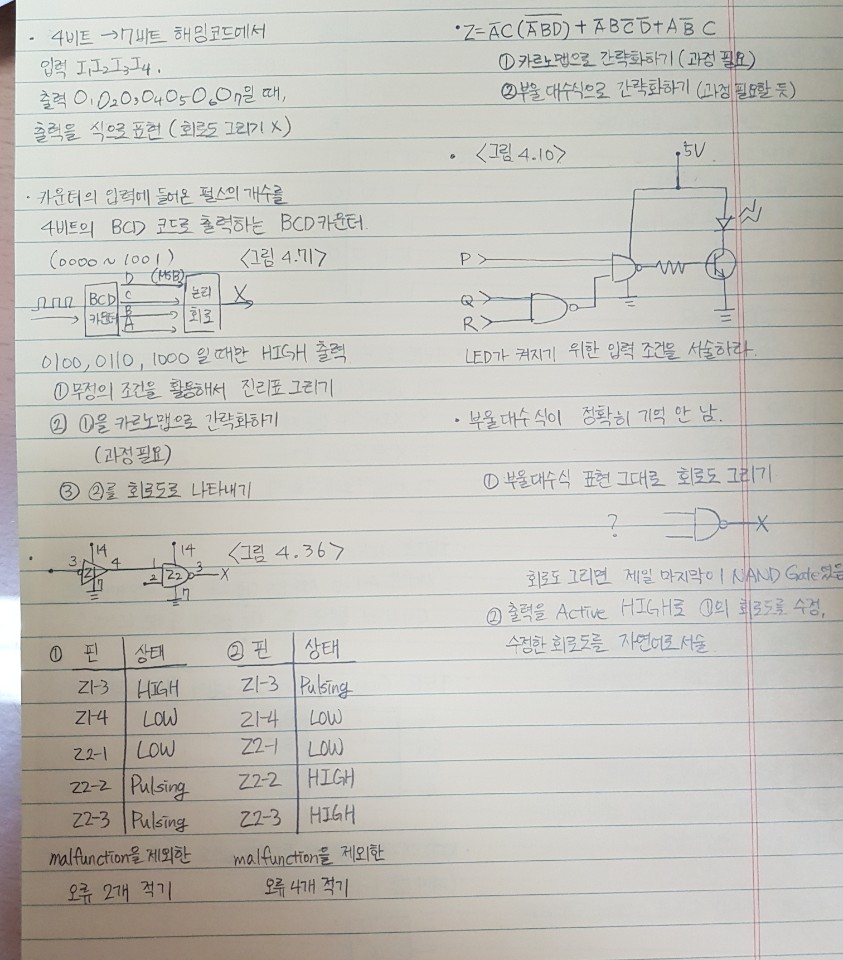 · 4비트 → 7비트 해밍코드에서
입력 I₁I₂I₃I₄.
출력 O₁O₂O₃O₄O₅O₆O₇일 때,
출력을 식으로 표현 (회로도 그리기 X)
· 카운터의 입력에 들어온 펄스의 개수를
4비트의 BCD 코드로 출력하는 BCD카운터.
(0000 ~ 1001) <그림 4.71>
D (MSB)
C
B
A
BCD
카운터
논리
회로
X
0100, 0110, 1000 일 때만 HIGH 출력
① 무정의 조건을 활용해서 진리표 그리기
② ①을 카르노맵으로 간략화하기
(과정 필요)
③ ②를 회로도로 나타내기
· <그림 4.36>
14 14
3 Z1 4 1 2 Z2 3 X
7 7
① 핀 상태
Z1-3 HIGH
Z1-4 LOW
Z2-1 LOW
Z2-2 Pulsing
Z2-3 Pulsing
malfunction을 제외한
오류 2개 적기
② 핀 상태
Z1-3 Pulsing
Z1-4 LOW
Z2-1 LOW
Z2-2 HIGH
Z2-3 HIGH
malfunction을 제외한
오류 4개 적기
· Z = A̅C(A̅B̅D̅) + A̅BC̅D̅ + AB̅C
① 카르노맵으로 간략화하기 (과정 필요)
② 부울대수식으로 간략화하기 (과정 필요할 듯)
· <그림 4.10>
5V
P
Q
R
LED가 켜지기 위한 입력 조건을 서술하라.
· 부울대수식이 정확히 기억 안 남.
① 부울대수식 표현 그대로 회로도 그리기
? X
회로도 그리면 제일 마지막이 NAND Gate였음
② 출력을 Active HIGH로 ①의 회로도를 수정,
수정한 회로도를 자연어로 서술